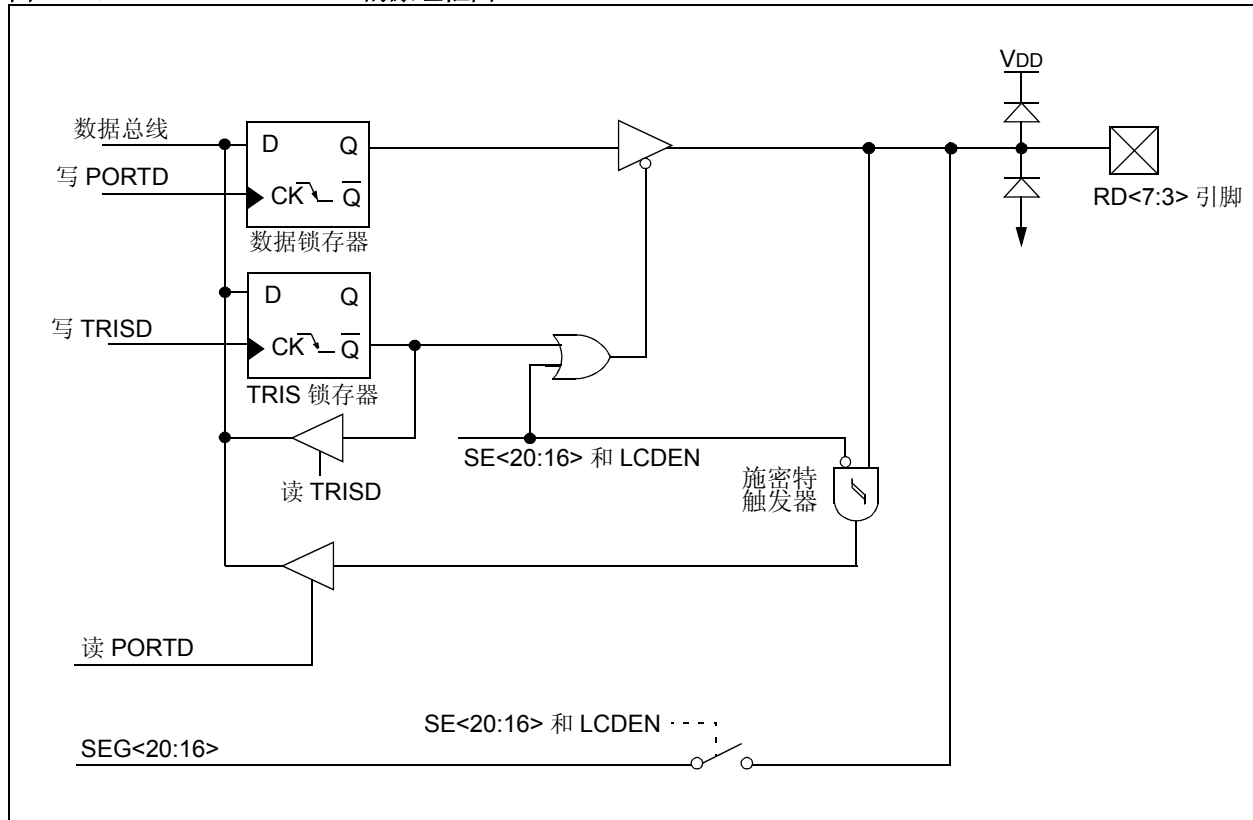 VDD
数据总线
D Q
写 PORTD
CK Q
RD<7:3> 引脚
数据锁存器
D Q
写 TRISD
CK Q
TRIS 锁存器
SE<20:16> 和 LCDEN
读 TRISD
施密特
触发器
读 PORTD
SE<20:16> 和 LCDEN
SEG<20:16>